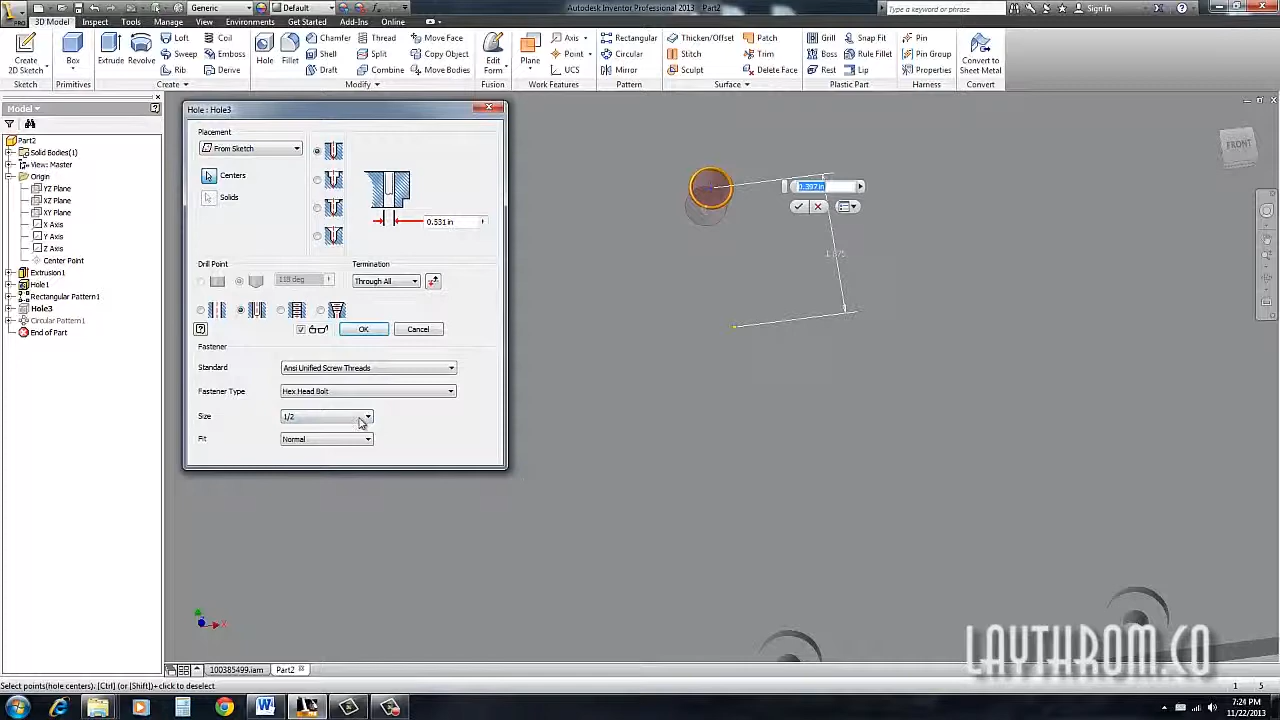 Generic
Default
Autodesk Inventor Professional 2013 Part2
Type a keyword or phrase
Sign In
3D Model
Inspect
Tools
Manage
View
Environments
Get Started
Add-Ins
Online
Create
2D Sketch
Box
Extrude
Revolve
Loft
Sweep
Rib
Coil
Emboss
Derive
Hole
Fillet
Chamfer
Shell
Draft
Thread
Split
Combine
Move Face
Copy Object
Move Bodies
Edit
Form
Plane
Axis
Point
UCS
Rectangular
Circular
Mirror
Thicken/Offset
Stitch
Sculpt
Patch
Trim
Delete Face
Grill
Boss
Rest
Snap Fit
Rule Fillet
Lip
Pin
Pin Group
Properties
Convert to
Sheet Metal
Sketch
Primitives
Create
Modify
Fusion
Work Features
Pattern
Surface
Plastic Part
Harness
Convert
Model
Part2
Solid Bodies(1)
View: Master
Origin
YZ Plane
XZ Plane
XY Plane
X Axis
Y Axis
Z Axis
Center Point
Extrusion1
Hole1
Rectangular Pattern1
Hole3
Circular Pattern1
End of Part
Hole : Hole3
Placement
From Sketch
Centers
Solids
0.531 in
Drill Point
118 deg
Termination
Through All
OK
Cancel
Fastener
Standard
Ansi Unified Screw Threads
Fastener Type
Hex Head Bolt
Size
1/2
Fit
Normal
0.397 in
1.875
FRONT
X
LAYTHROM.CO
100385499.iam
Part2
Select points(hole centers); [Ctrl] (or [Shift])+click to deselect
1
5
7:24 PM
11/22/2013